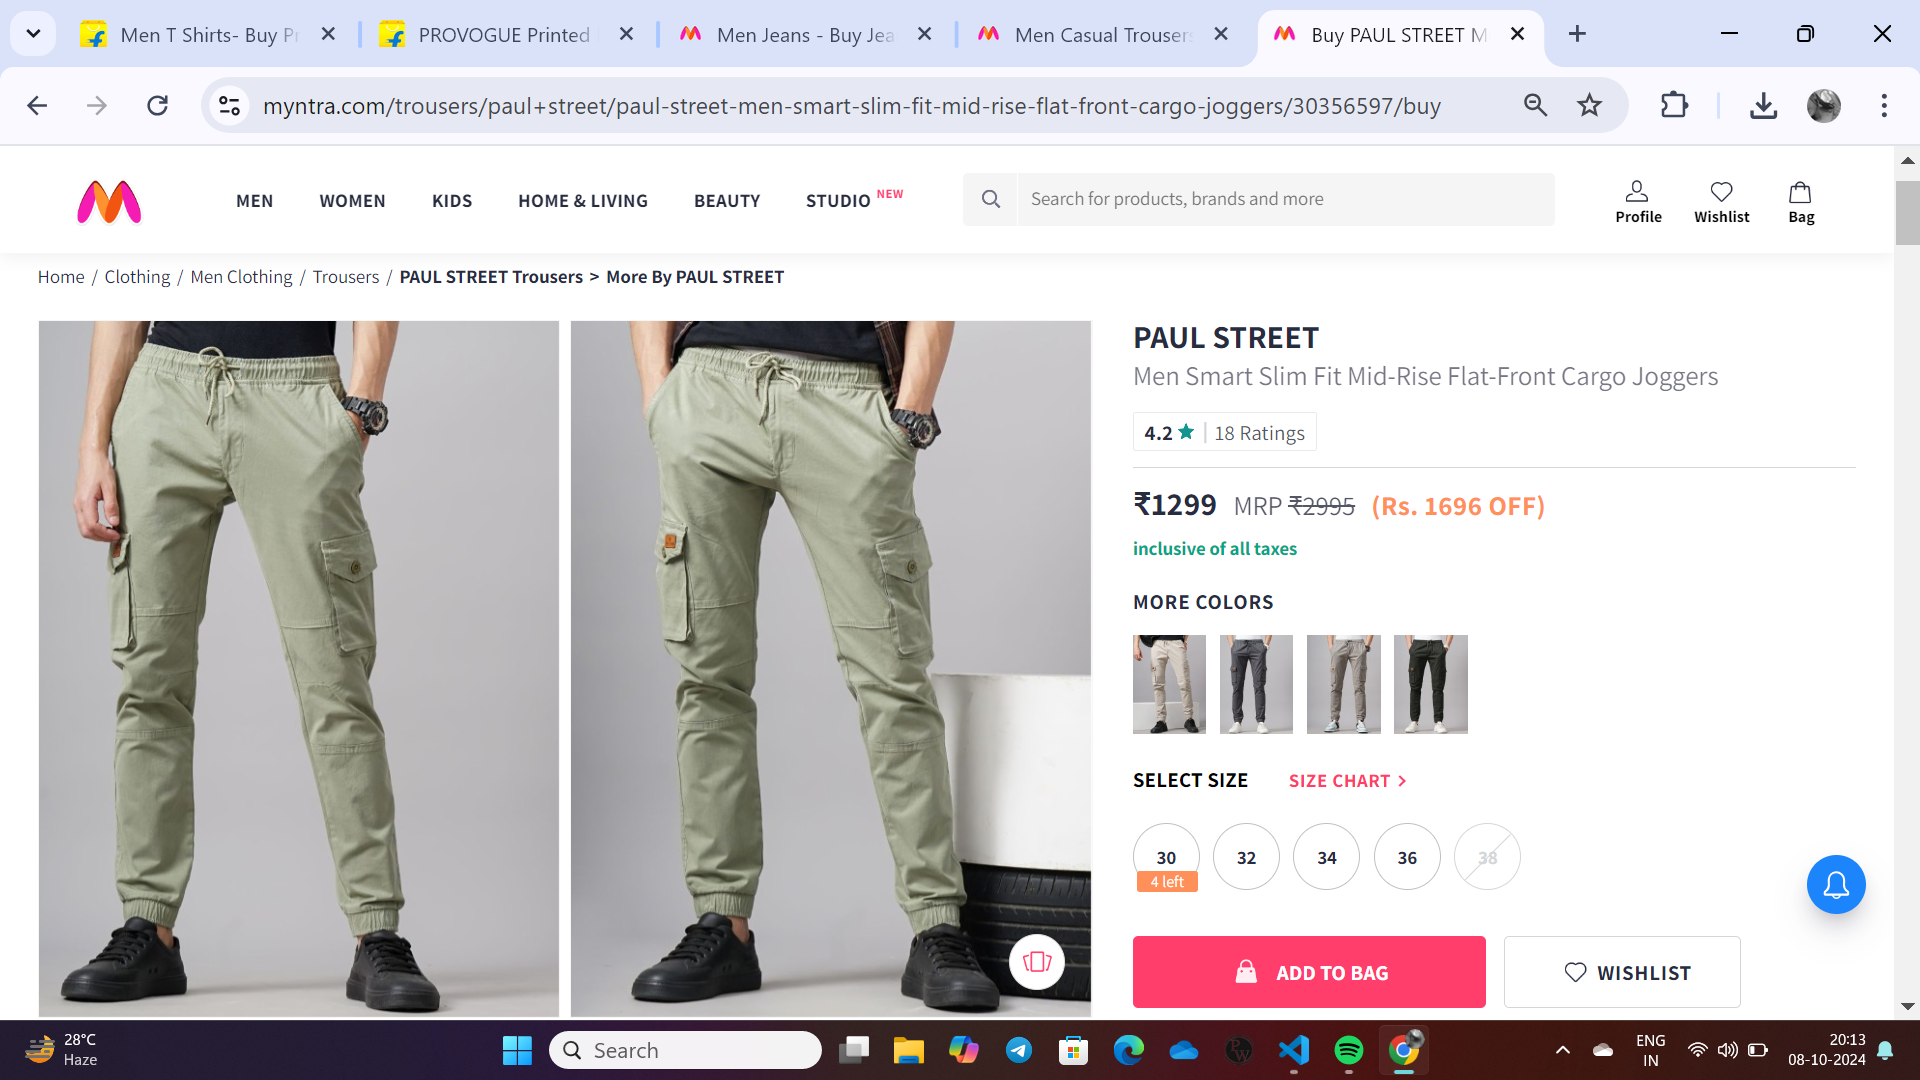 Men T Shirts- Buy Pr
PROVOGUE Printed
Men Jeans - Buy Jea
Men Casual Trousers
Buy PAUL STREET M
myntra.com/trousers/paul+street/paul-street-men-smart-slim-fit-mid-rise-flat-front-cargo-joggers/30356597/buy
MEN WOMEN KIDS HOME & LIVING BEAUTY STUDIO NEW
Search for products, brands and more
Profile Wishlist Bag
Home / Clothing / Men Clothing / Trousers / PAUL STREET Trousers > More By PAUL STREET
PAUL STREET
Men Smart Slim Fit Mid-Rise Flat-Front Cargo Joggers
4.2 | 18 Ratings
₹1299 MRP ₹2995 (Rs. 1696 OFF)
inclusive of all taxes
MORE COLORS
SELECT SIZE SIZE CHART >
30 32 34 36 38
4 left
ADD TO BAG WISHLIST
28°C
Haze
Search
ENG
IN
20:13
08-10-2024